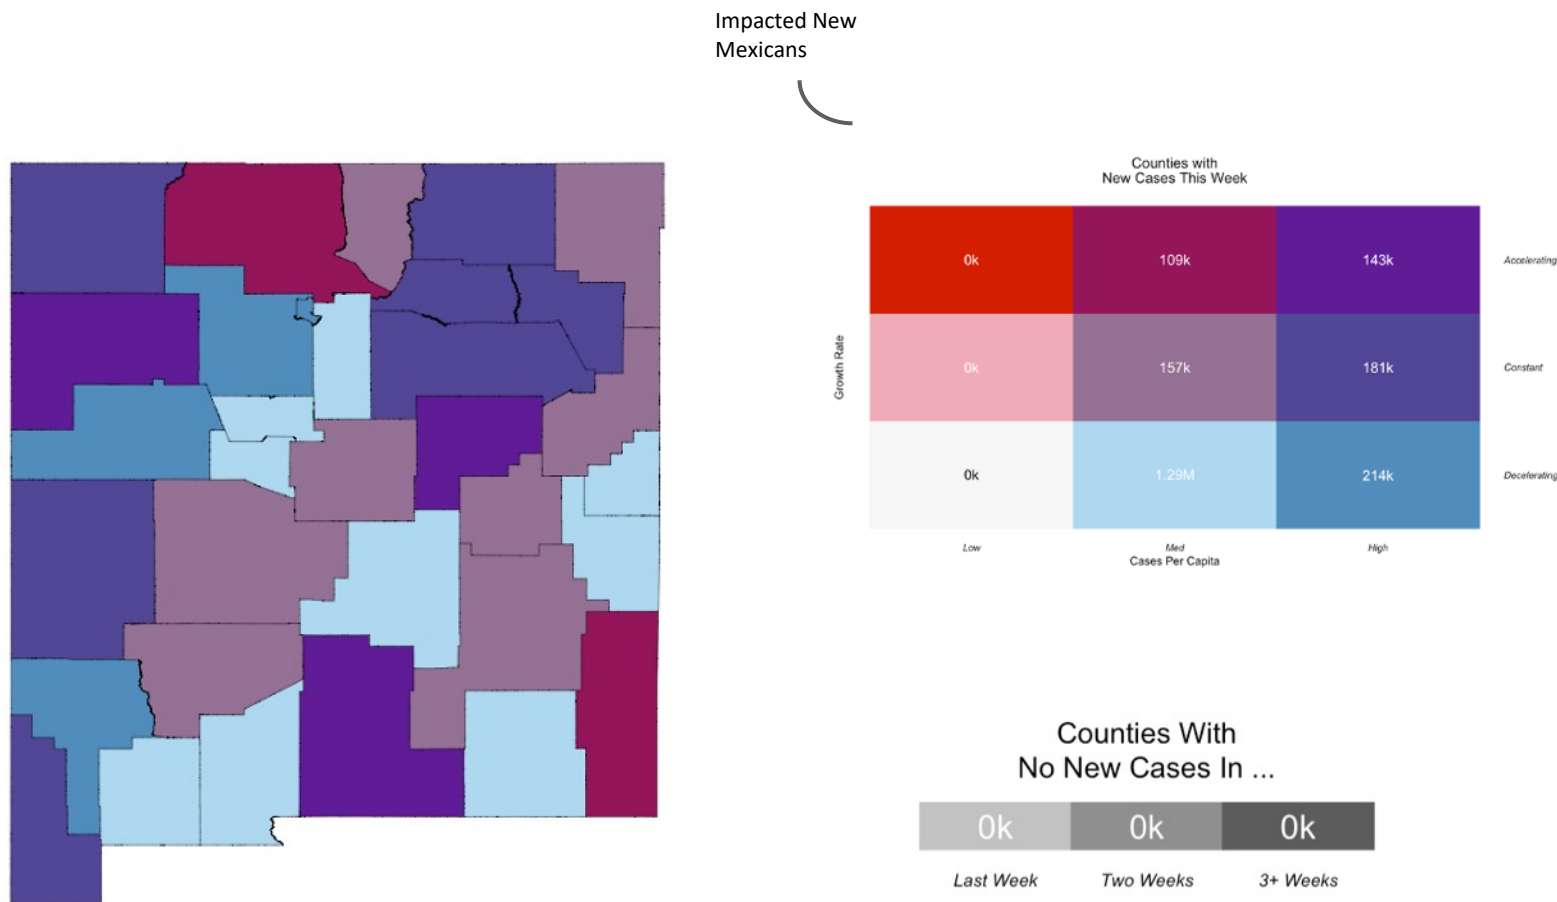 Impacted New
Mexicans
Counties with
New Cases This Week
0k
109k
143k
Accelerating
Growth Rate
0k
157k
181k
Constant
0k
1.29M
214k
Decelerating
Low
Med
High
Cases Per Capita
Counties With
No New Cases In ...
0k
0k
0k
Last Week
Two Weeks
3+ Weeks